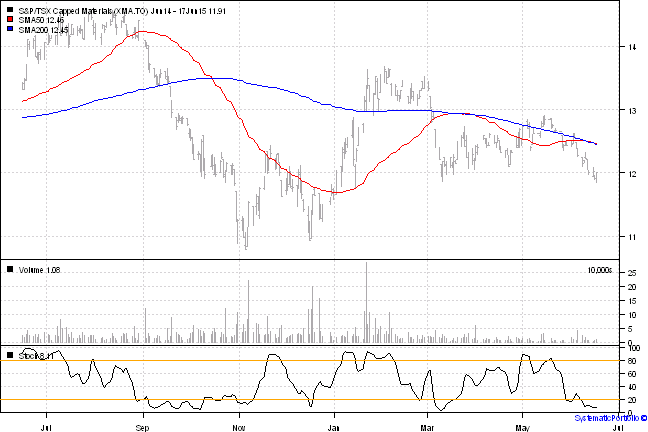 S&P/TSX Capped Materials (XMA.TO) Jun14 - 17Jun15 11.91
SMA50 12.46
SMA200 12.45
14
13
12
11
Volume 1.08
10,000s
25
20
15
10
5
0
Stoch 8.11
100
80
60
40
20
0
Jul Sep Nov Jan Mar May Jul
SystematicPortfolio ©